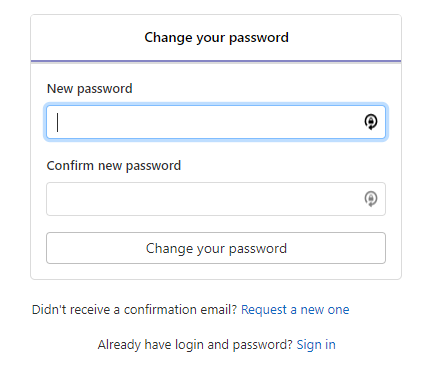 Change your password
New password
Confirm new password
Change your password
Didn't receive a confirmation email? Request a new one
Already have login and password? Sign in